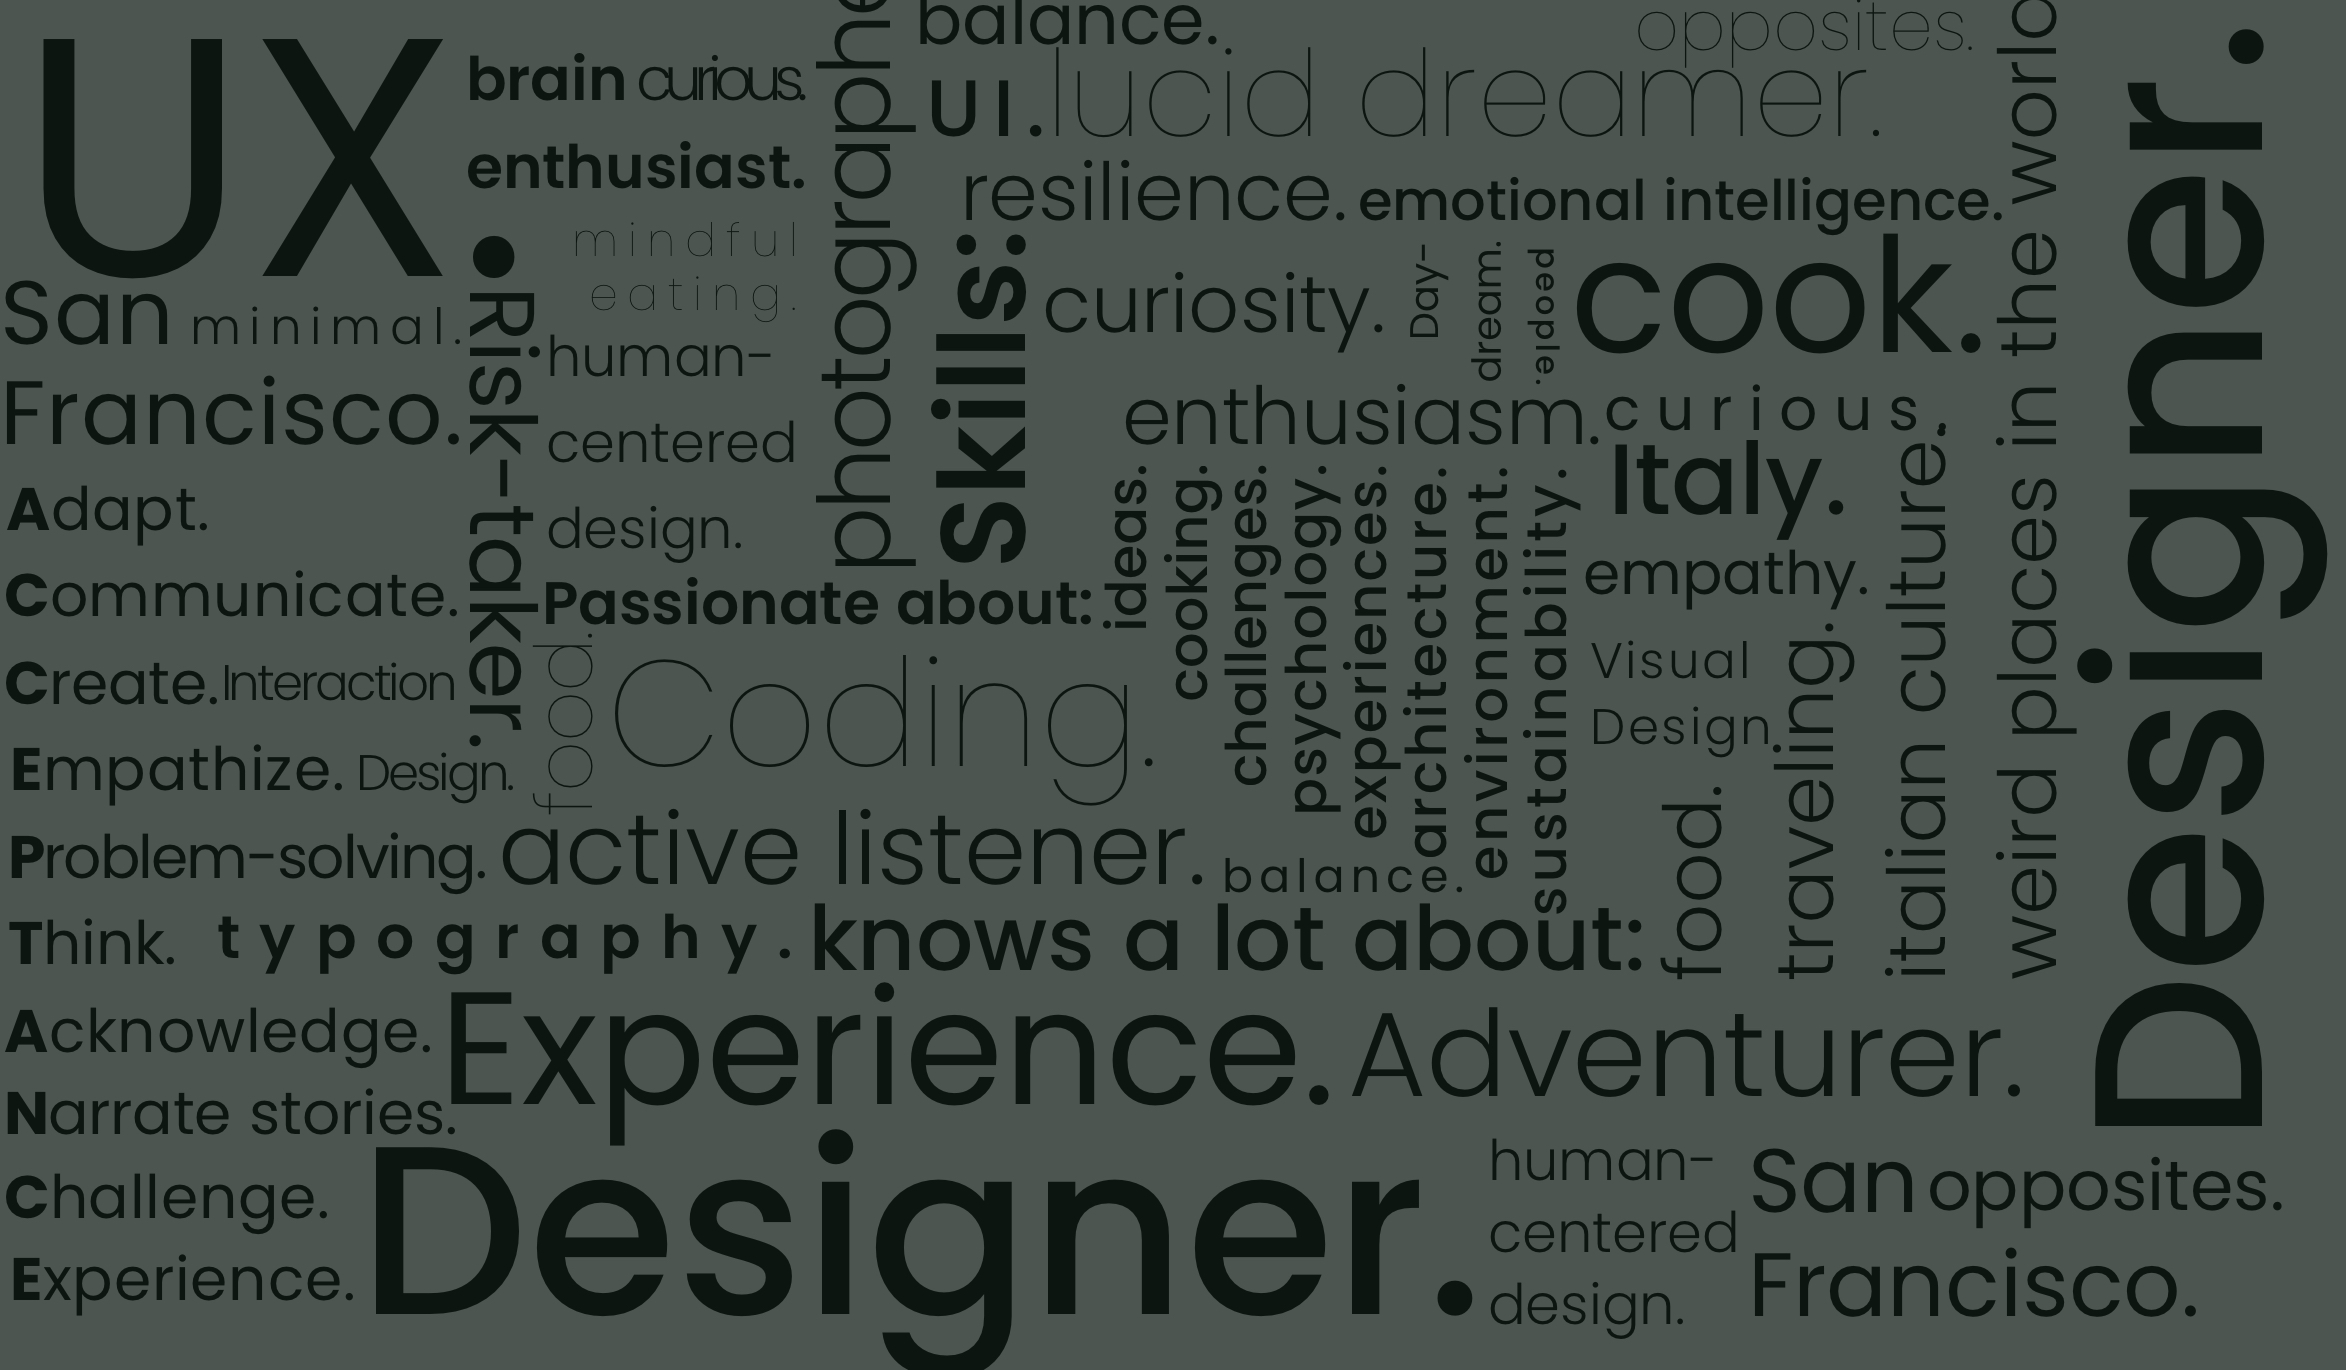 UX.
brain curious.
enthusiast.
mindful
eating.
balance.
opposites.
UI.
lucid dreamer.
resilience.
emotional intelligence.
San
Francisco.
minimal.
Risk-taker.
human-
centered
design.
skills:
curiosity.
Day-
dream.
people.
cook.
enthusiasm.
curious.
Italy.
empathy.
Visual
Design.
Adapt.
Communicate.
Create.
Empathize.
Problem-solving.
Think.
Acknowledge.
Narrate stories.
Challenge.
Experience.
Interaction
Design.
Passionate about:
ideas.
cooking.
challenges.
psychology.
experiences.
architecture.
environment.
sustainability.
food.
Coding.
active listener.
balance.
typography.
knows a lot about:
food.
traveling.
italian culture.
weird places in the world
Designer.
Experience.
Adventurer.
Designer.
human-
centered
design.
San
Francisco.
opposites.
photographe